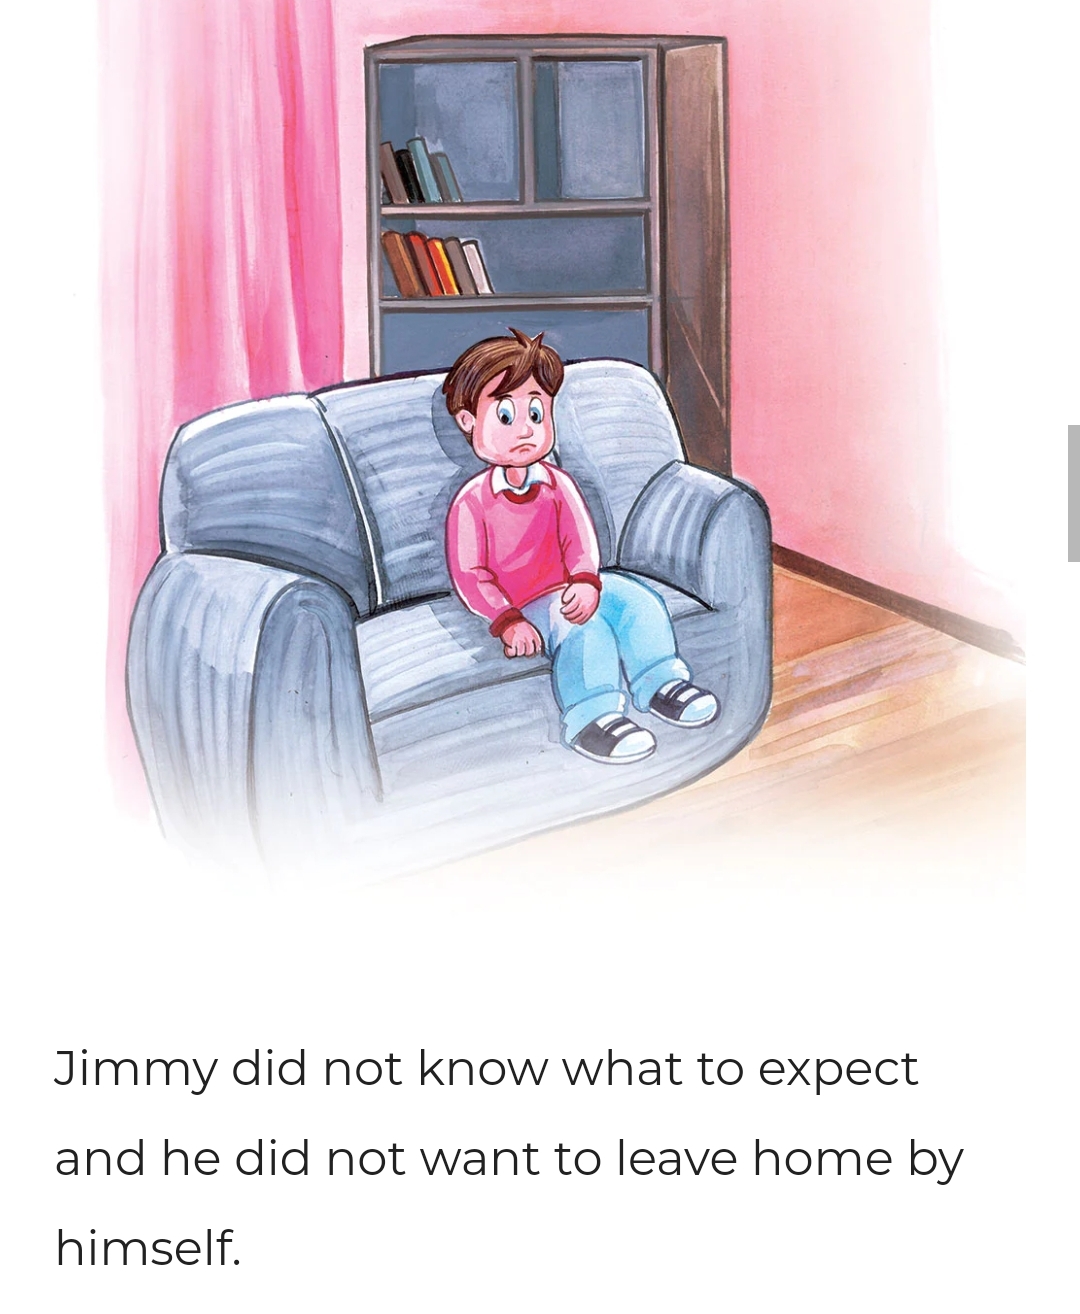 Jimmy did not know what to expect
and he did not want to leave home by
himself.